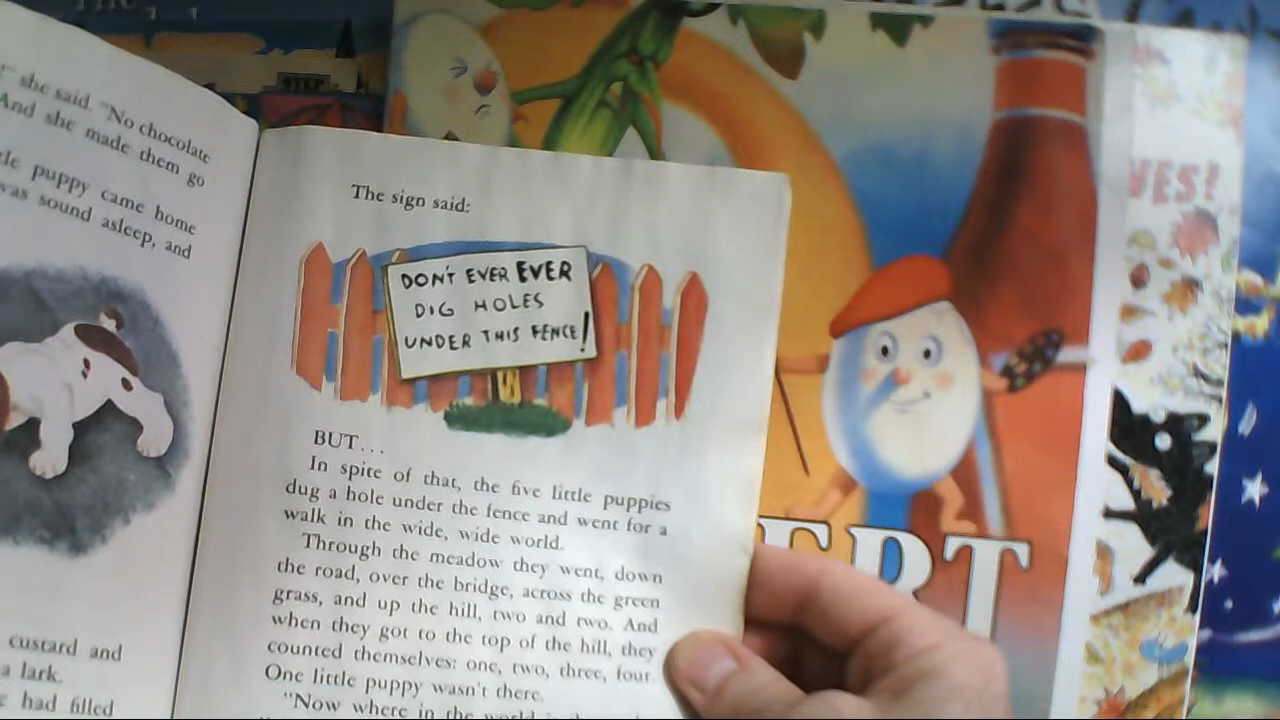 " she said. "No chocolate
And she made them go
puppy came home
was sound asleep, and
custard and
a lark.
had filled
The sign said:
DON'T EVER EVER
DIG HOLES
UNDER THIS FENCE!
BUT...
In spite of that, the five little puppies
dug a hole under the fence and went for a
walk in the wide, wide world.
Through the meadow they went, down
the road, over the bridge, across the green
grass, and up the hill, two and two. And
when they got to the top of the hill, they
counted themselves: one, two, three, four.
One little puppy wasn't there.
"Now where in the world is
ERT
VES!